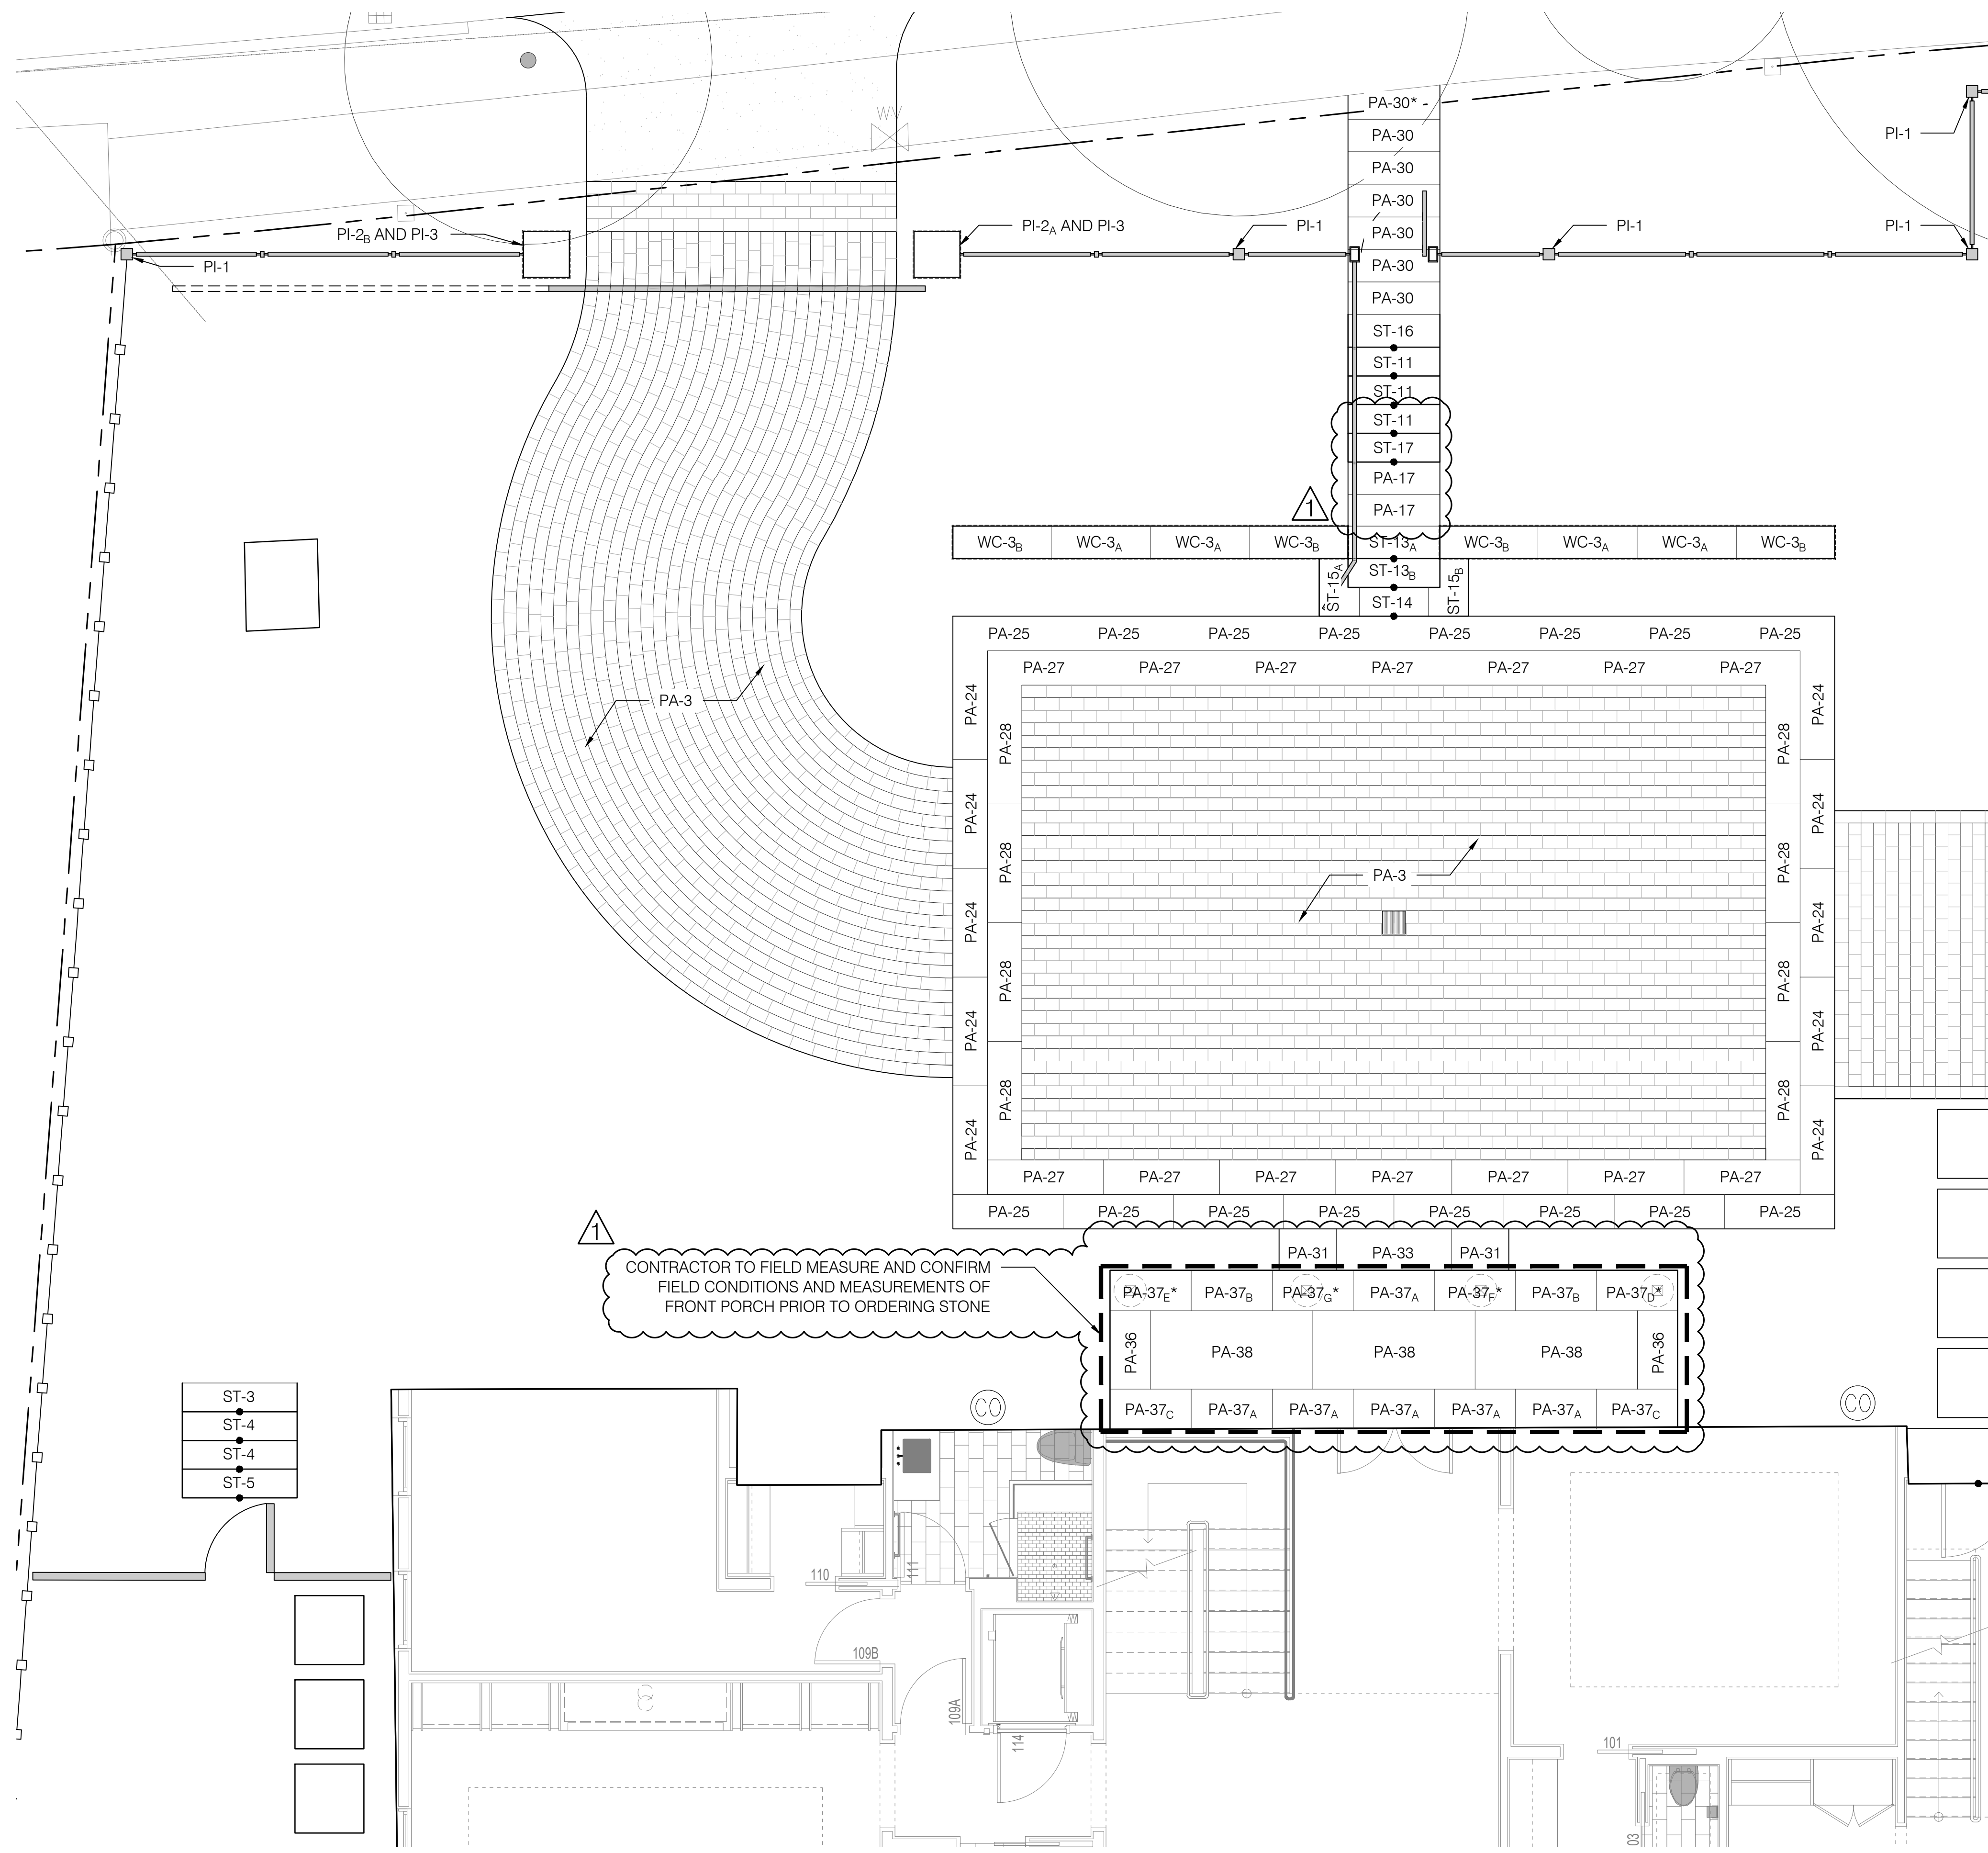 WV
PA-30*
PA-30
PA-30
PA-30
PA-30
PA-30
PA-30
PI-1
PI-2B AND PI-3
PI-2A AND PI-3
PI-1
PI-1
PI-1
PI-1
ST-16
ST-11
ST-11
ST-11
ST-17
PA-17
PA-17
1
WC-3B WC-3A WC-3A WC-3B ST-13A WC-3B WC-3A WC-3A WC-3B
ST-15A ST-13B ST-15B
ST-14
PA-25 PA-25 PA-25 PA-25 PA-25 PA-25 PA-25 PA-25
PA-27 PA-27 PA-27 PA-27 PA-27 PA-27 PA-27
PA-24 PA-24
PA-28 PA-28
PA-3
PA-24 PA-24
PA-28 PA-28
PA-3
PA-24 PA-24
PA-28 PA-28
PA-24 PA-24
PA-28 PA-28
PA-24 PA-24
PA-27 PA-27 PA-27 PA-27 PA-27 PA-27 PA-27
PA-25 PA-25 PA-25 PA-25 PA-25 PA-25 PA-25 PA-25
1
CONTRACTOR TO FIELD MEASURE AND CONFIRM
FIELD CONDITIONS AND MEASUREMENTS OF
FRONT PORCH PRIOR TO ORDERING STONE
PA-31 PA-33 PA-31
PA-37E* PA-37B PA-37G* PA-37A PA-37F* PA-37B PA-37D*
PA-36 PA-38 PA-38 PA-38 PA-36
PA-37C PA-37A PA-37A PA-37A PA-37A PA-37A PA-37C
CO
CO
ST-3
ST-4
ST-4
ST-5
110
111
109B
109A
114
101
03